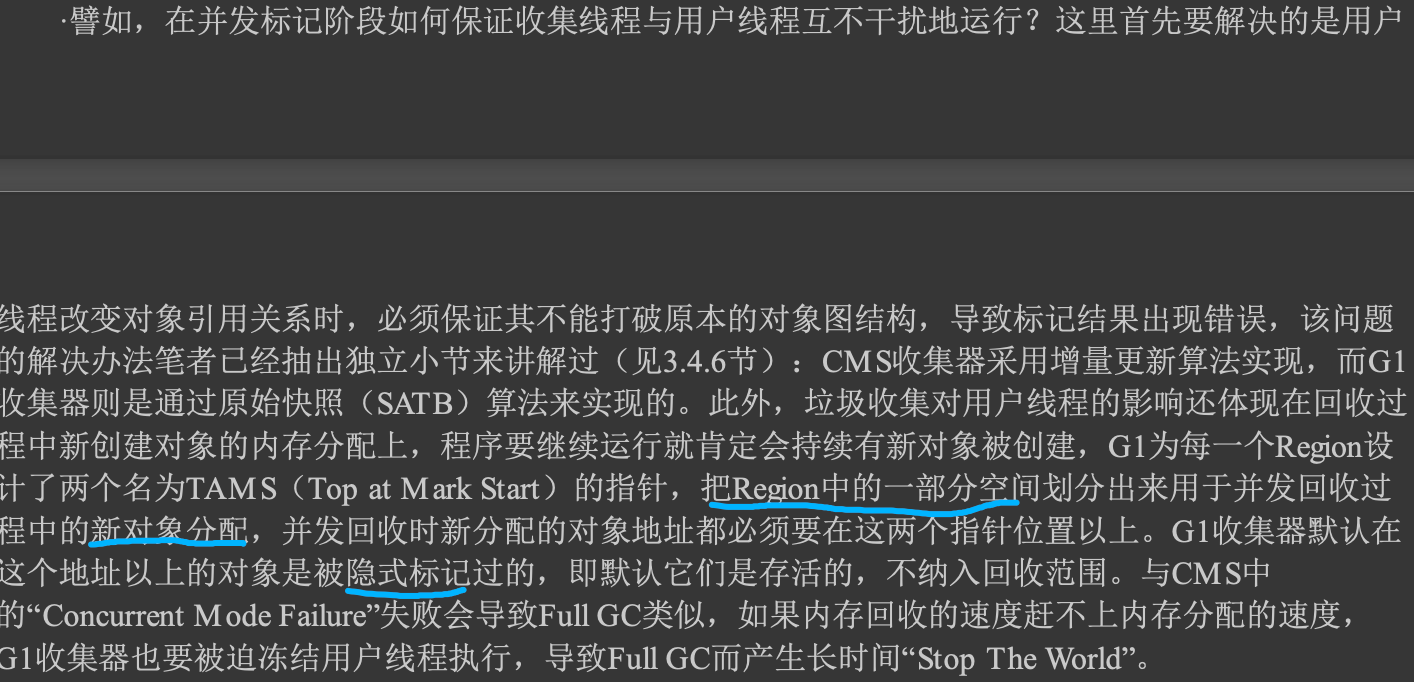 ·譬如，在并发标记阶段如何保证收集线程与用户线程互不干扰地运行？这里首先要解决的是用户
线程改变对象引用关系时，必须保证其不能打破原本的对象图结构，导致标记结果出现错误，该问题
的解决办法笔者已经抽出独立小节来讲解过（见3.4.6节）：CMS收集器采用增量更新算法实现，而G1
收集器则是通过原始快照（SATB）算法来实现的。此外，垃圾收集对用户线程的影响还体现在回收过
程中新创建对象的内存分配上，程序要继续运行就肯定会持续有新对象被创建，G1为每一个Region设
计了两个名为TAMS（Top at Mark Start）的指针，把Region中的一部分空间划分出来用于并发回收过
程中的新对象分配，并发回收时新分配的对象地址都必须要在这两个指针位置以上。G1收集器默认在
这个地址以上的对象是被隐式标记过的，即默认它们是存活的，不纳入回收范围。与CMS中
的“Concurrent Mode Failure”失败会导致Full GC类似，如果内存回收的速度赶不上内存分配的速度，
G1收集器也要被迫冻结用户线程执行，导致Full GC而产生长时间“Stop The World”。